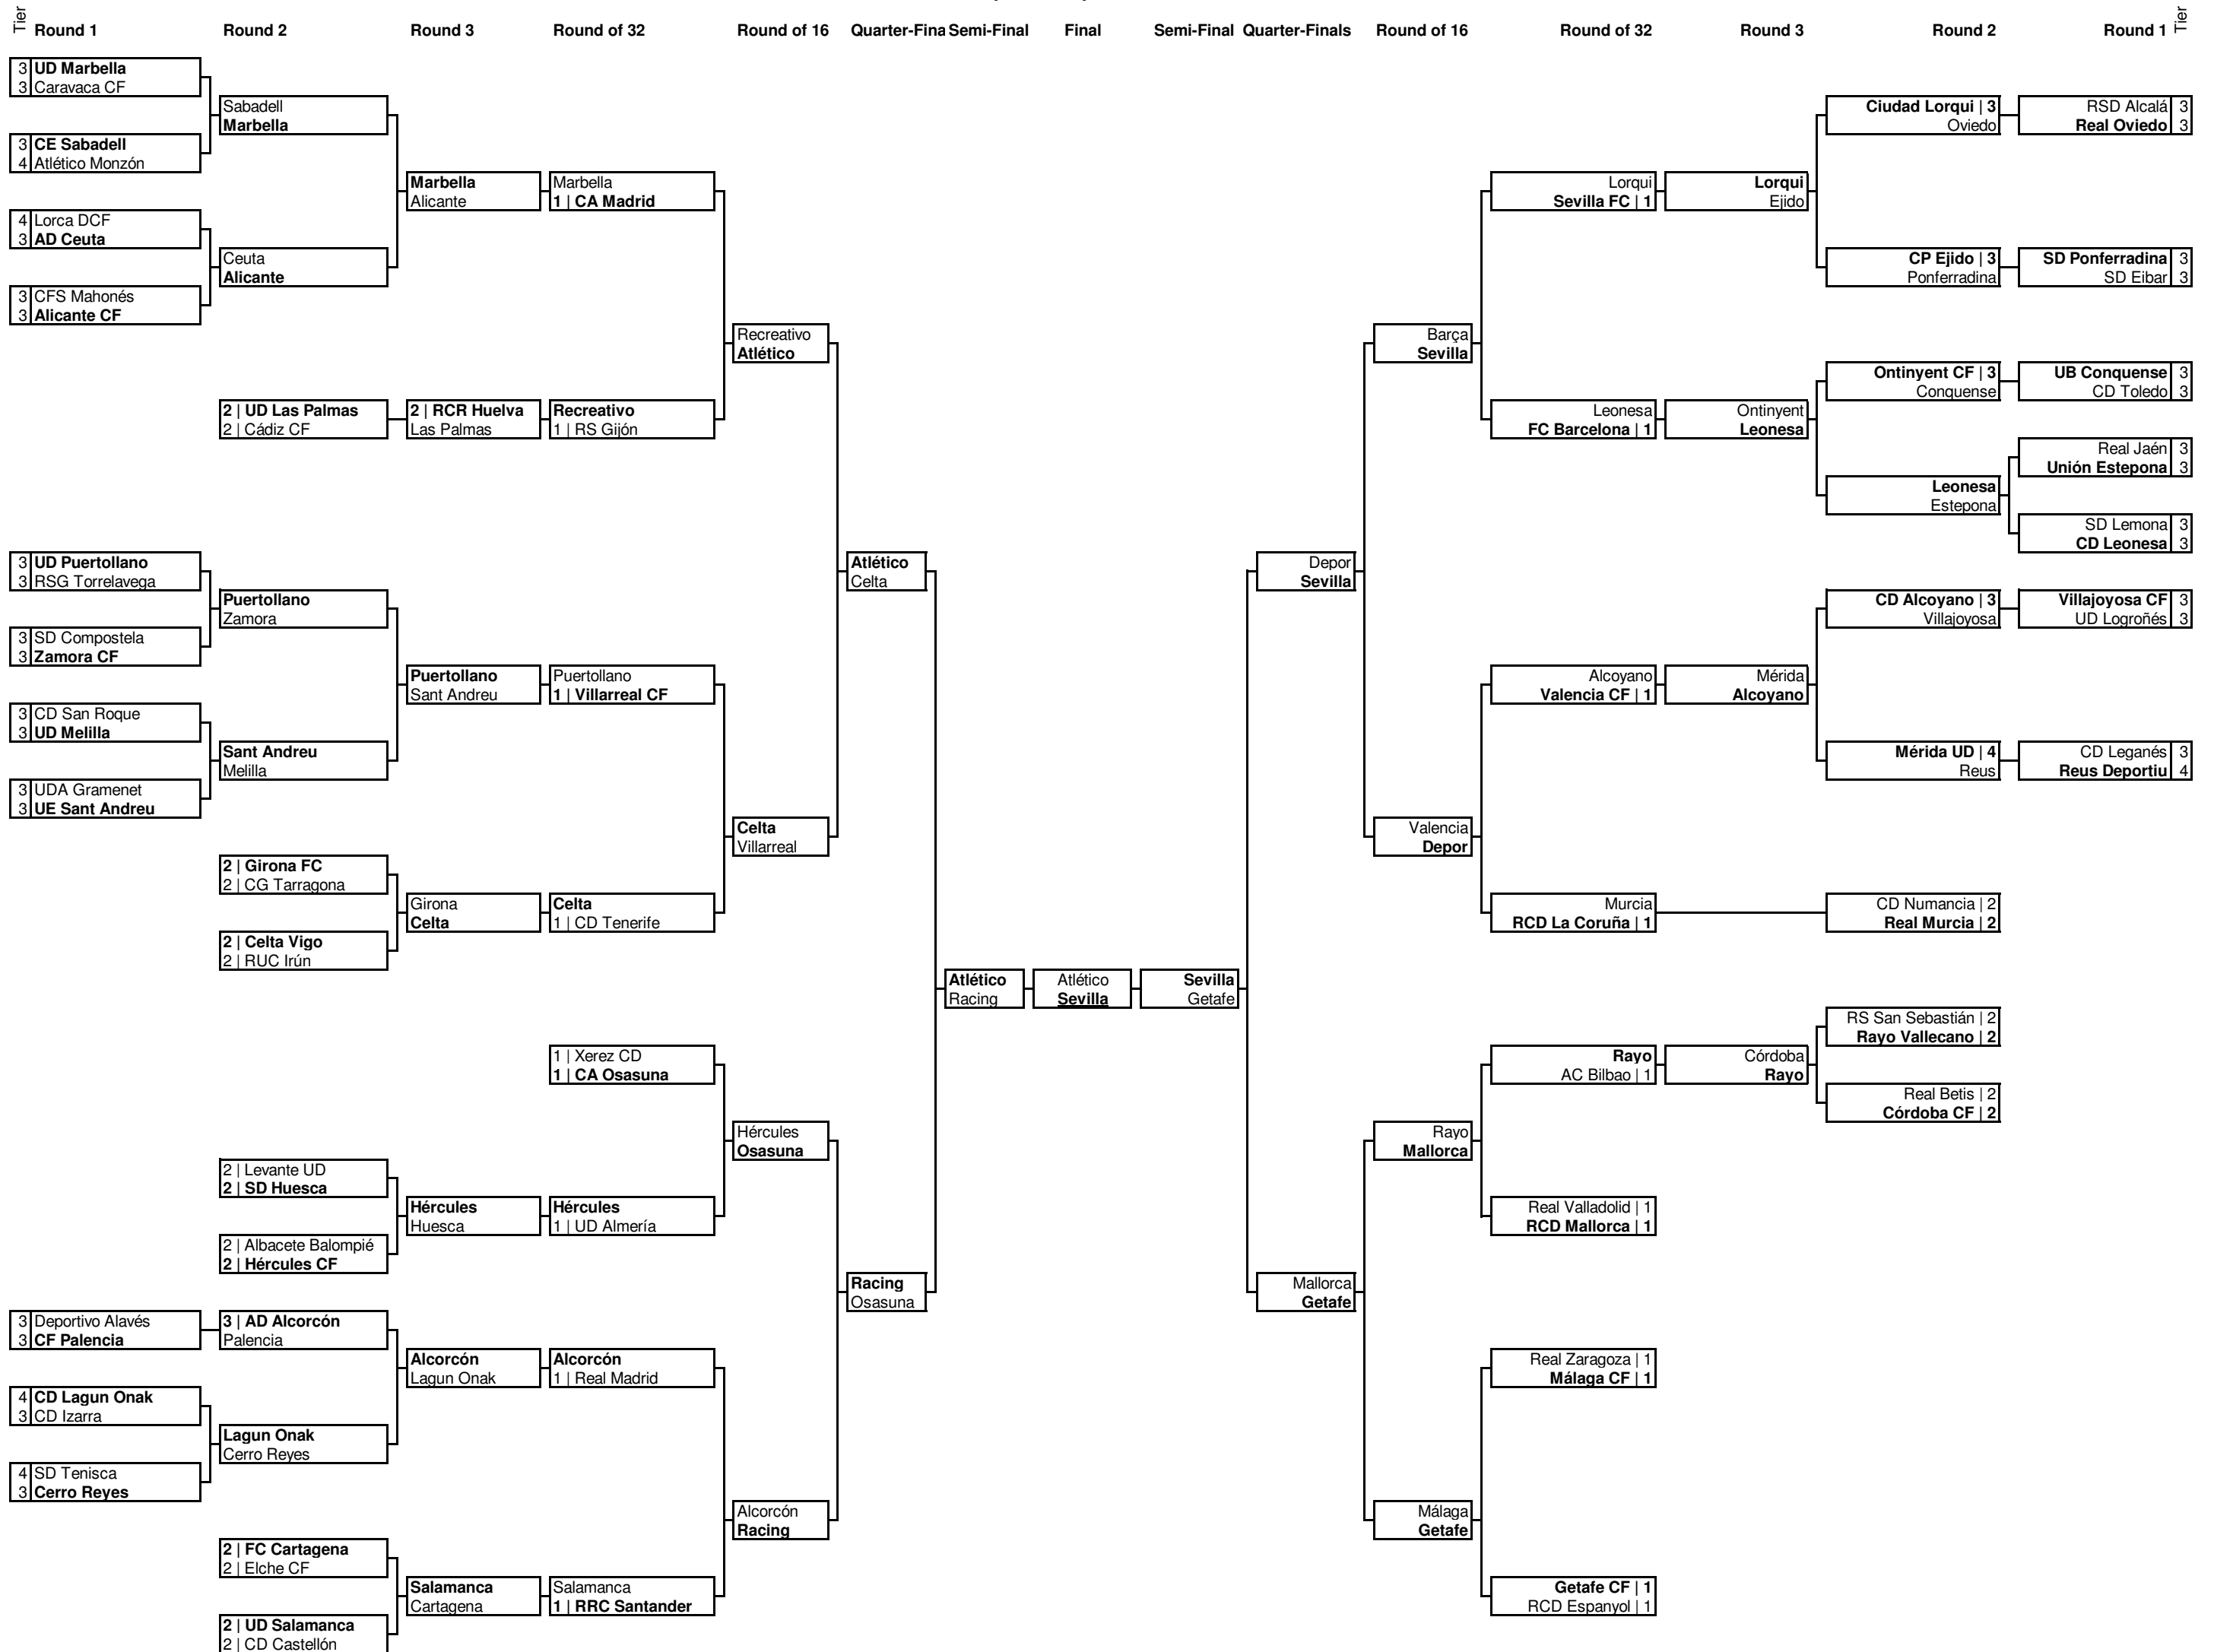 Tier Round 1 Round 2 Round 3 Round of 32 Round of 16 Quarter-Fina Semi-Final Final Semi-Final Quarter-Finals Round of 16 Round of 32 Round 3 Round 2 Round 1 Tier
3 UD Marbella
3 Caravaca CF
Sabadell
Marbella
3 CE Sabadell
4 Atlético Monzón
Marbella
Alicante
Marbella
1 | CA Madrid
4 Lorca DCF
3 AD Ceuta
Ceuta
Alicante
3 CFS Mahonés
3 Alicante CF
Recreativo
Atlético
2 | UD Las Palmas
2 | Cádiz CF
2 | RCR Huelva
Las Palmas
Recreativo
1 | RS Gijón
3 UD Puertollano
3 RSG Torrelavega
Atlético
Celta
Puertollano
Zamora
3 SD Compostela
3 Zamora CF
Puertollano
Sant Andreu
Puertollano
1 | Villarreal CF
3 CD San Roque
3 UD Melilla
Sant Andreu
Melilla
3 UDA Gramenet
3 UE Sant Andreu
Celta
Villarreal
2 | Girona FC
2 | CG Tarragona
Girona
Celta
Celta
1 | CD Tenerife
2 | Celta Vigo
2 | RUC Irún
Atlético
Racing
Atlético
Sevilla
Sevilla
Getafe
1 | Xerez CD
1 | CA Osasuna
Hércules
Osasuna
2 | Levante UD
2 | SD Huesca
Hércules
Huesca
Hércules
1 | UD Almería
2 | Albacete Balompié
2 | Hércules CF
Racing
Osasuna
3 Deportivo Alavés
3 CF Palencia
3 | AD Alcorcón
Palencia
Alcorcón
Lagun Onak
Alcorcón
1 | Real Madrid
4 CD Lagun Onak
3 CD Izarra
Lagun Onak
Cerro Reyes
4 SD Tenisca
3 Cerro Reyes
Alcorcón
Racing
2 | FC Cartagena
2 | Elche CF
Salamanca
Cartagena
Salamanca
1 | RRC Santander
2 | UD Salamanca
2 | CD Castellón
Ciudad Lorqui | 3
Oviedo
RSD Alcalá 3
Real Oviedo 3
Lorqui
Sevilla FC | 1
Lorqui
Ejido
CP Ejido | 3
Ponferradina
SD Ponferradina 3
SD Eibar 3
Barça
Sevilla
Ontinyent CF | 3
Conquense
UB Conquense 3
CD Toledo 3
Leonesa
FC Barcelona | 1
Ontinyent
Leonesa
Real Jaén 3
Unión Estepona 3
Leonesa
Estepona
SD Lemona 3
CD Leonesa 3
Depor
Sevilla
CD Alcoyano | 3
Villajoyosa
Villajoyosa CF 3
UD Logroñés 3
Alcoyano
Valencia CF | 1
Mérida
Alcoyano
Mérida UD | 4
Reus
CD Leganés 3
Reus Deportiu 4
Valencia
Depor
Murcia
RCD La Coruña | 1
CD Numancia | 2
Real Murcia | 2
RS San Sebastián | 2
Rayo Vallecano | 2
Rayo
AC Bilbao | 1
Córdoba
Rayo
Real Betis | 2
Córdoba CF | 2
Rayo
Mallorca
Real Valladolid | 1
RCD Mallorca | 1
Mallorca
Getafe
Real Zaragoza | 1
Málaga CF | 1
Málaga
Getafe
Getafe CF | 1
RCD Espanyol | 1